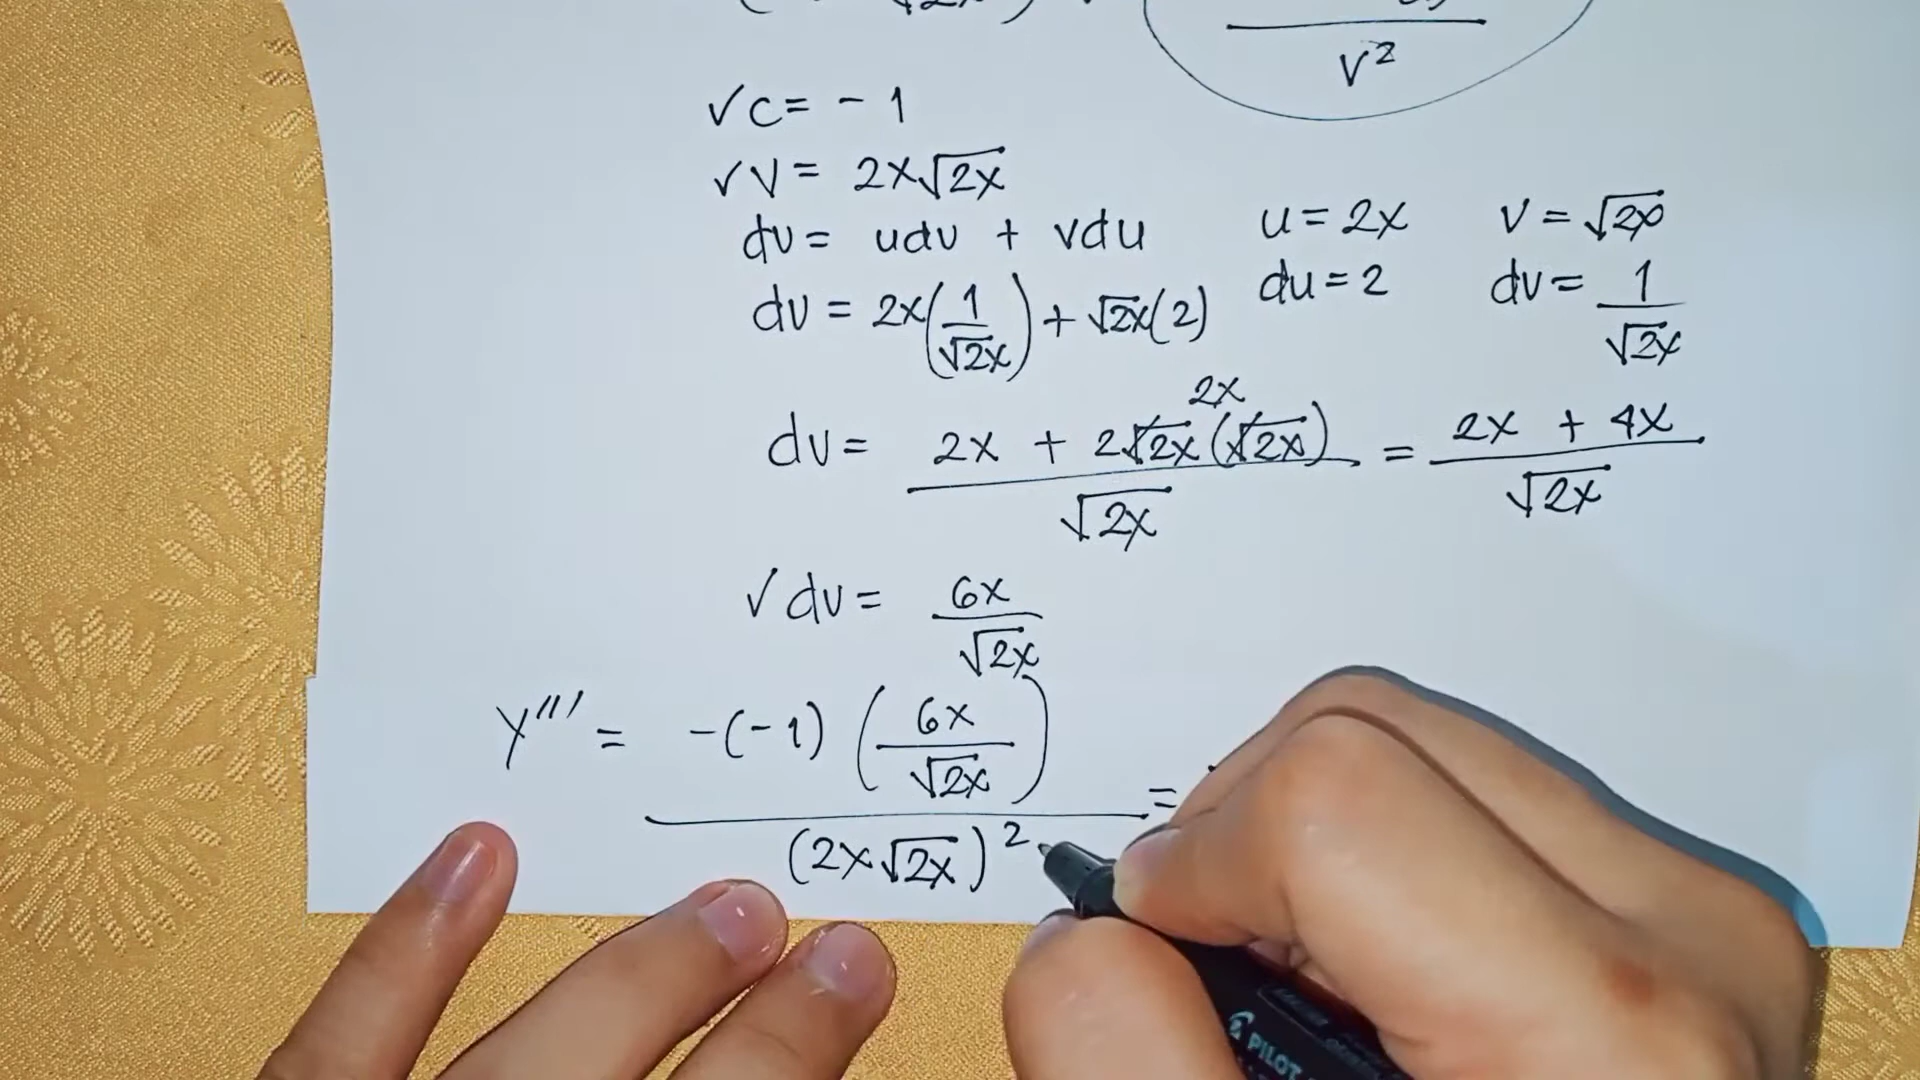 V²
✓ C = - 1
✓ V = 2x√2x
dv = udv + vdu u = 2x v = √2x
dv = 2x(1/√2x) + √2x(2) du = 2 dv = 1/√2x
2x
dv = 2x + 2√2x(√2x) / √2x = 2x + 4x / √2x
✓ dv = 6x/√2x
y''' = -(-1)(6x/√2x) / (2x√2x)² =
PILOT